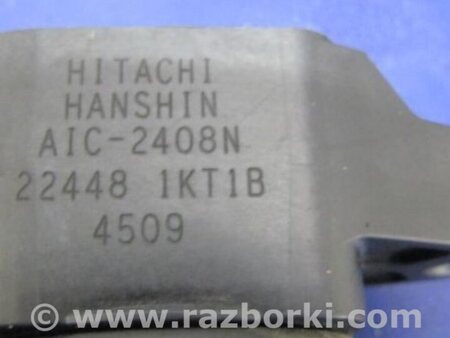 HITACHI
HANSHIN
AIC-2408N
22448 1KT1B
4509
© www.razborki.com